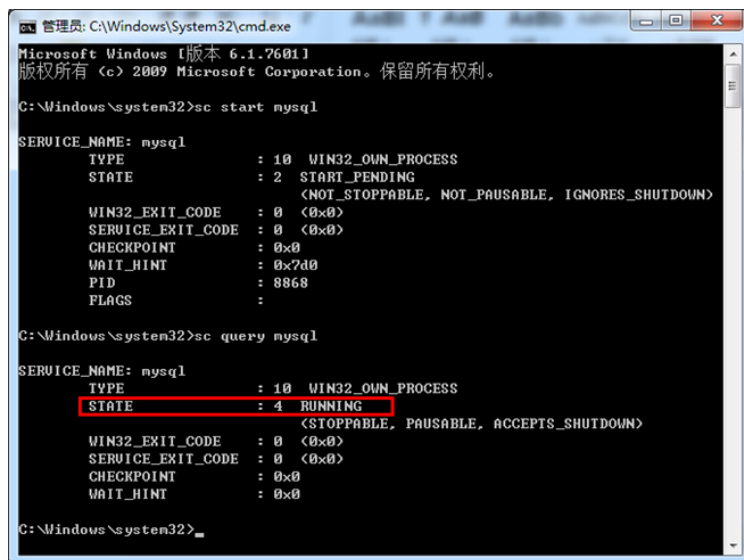 管理员: C:\Windows\System32\cmd.exe
Microsoft Windows [版本 6.1.7601]
版权所有 (c) 2009 Microsoft Corporation。保留所有权利。
C:\Windows\system32>sc start mysql
SERVICE_NAME: mysql
TYPE : 10 WIN32_OWN_PROCESS
STATE : 2 START_PENDING
(NOT_STOPPABLE, NOT_PAUSABLE, IGNORES_SHUTDOWN)
WIN32_EXIT_CODE : 0 (0x0)
SERVICE_EXIT_CODE : 0 (0x0)
CHECKPOINT : 0x0
WAIT_HINT : 0x7d0
PID : 8868
FLAGS :
C:\Windows\system32>sc query mysql
SERVICE_NAME: mysql
TYPE : 10 WIN32_OWN_PROCESS
STATE : 4 RUNNING
(STOPPABLE, PAUSABLE, ACCEPTS_SHUTDOWN)
WIN32_EXIT_CODE : 0 (0x0)
SERVICE_EXIT_CODE : 0 (0x0)
CHECKPOINT : 0x0
WAIT_HINT : 0x0
C:\Windows\system32>_